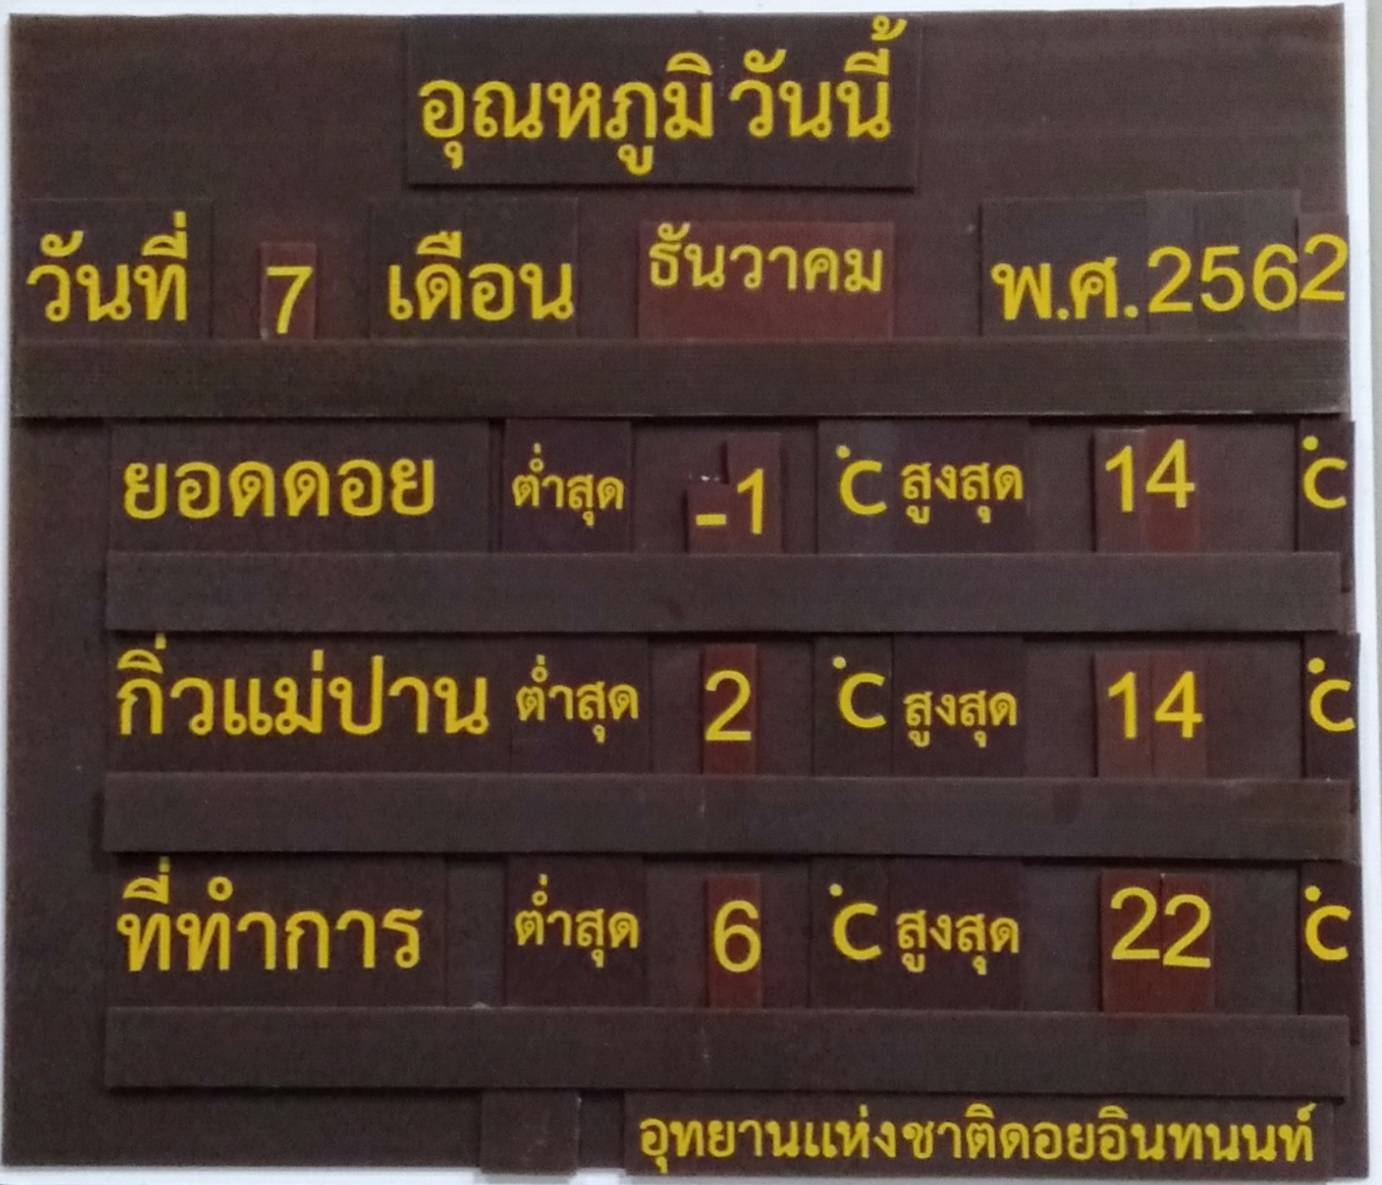 อุณหภูมิวันนี้
วันที่ 7 เดือน ธันวาคม พ.ศ.2562
ยอดดอย ต่ำสุด -1 °C สูงสุด 14 °C
กิ่วแม่ปาน ต่ำสุด 2 °C สูงสุด 14 °C
ที่ทำการ ต่ำสุด 6 °C สูงสุด 22 °C
อุทยานแห่งชาติดอยอินทนนท์